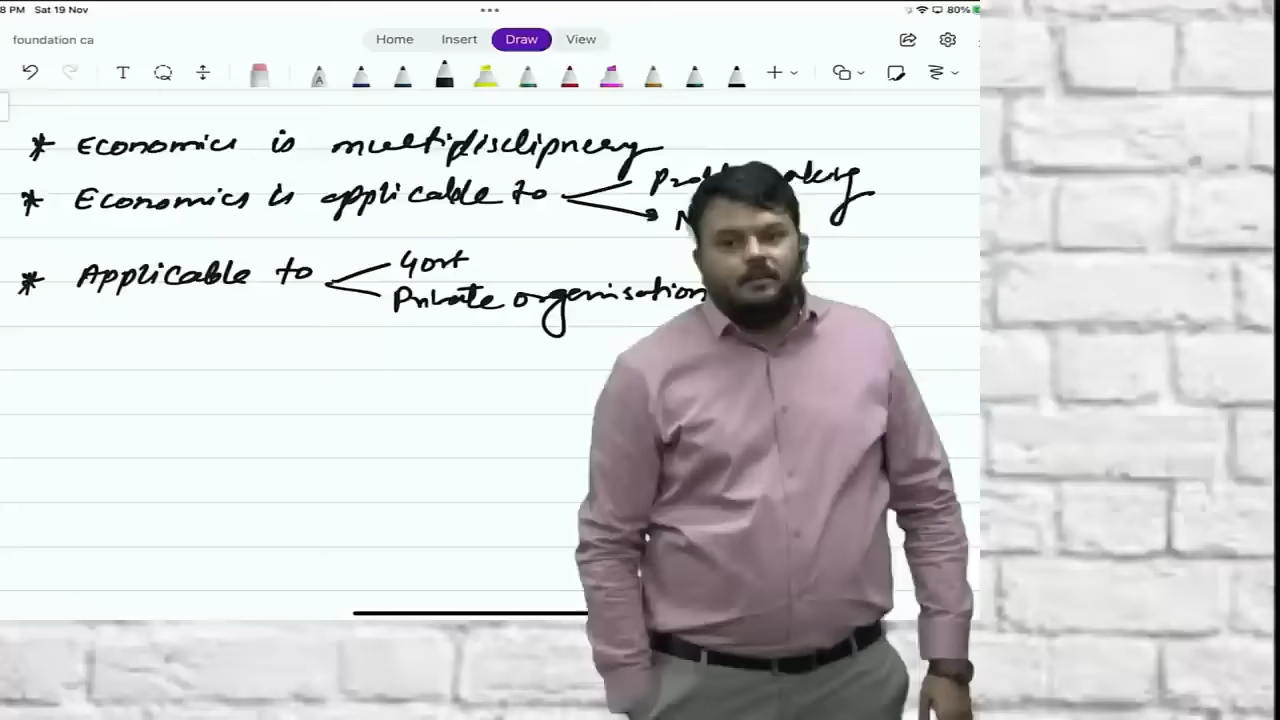 8 PM Sat 19 Nov
80%
foundation ca
Home Insert Draw View
* Economics is multidisclipneary
* Economics is applicable to
* Applicable to Govt
Private organisation